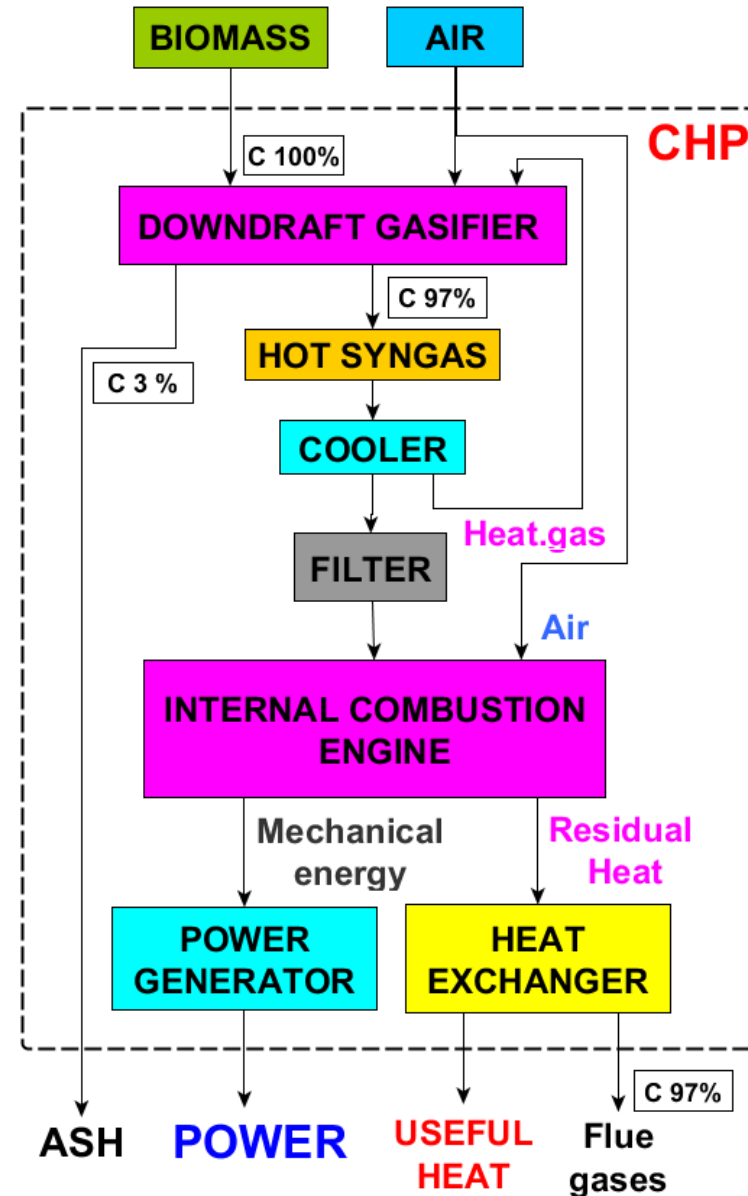 BIOMASS
AIR
CHP
C 100%
DOWNDRAFT GASIFIER
C 97%
HOT SYNGAS
C 3 %
COOLER
Heat.gas
FILTER
Air
INTERNAL COMBUSTION
ENGINE
Mechanical
energy
Residual
Heat
POWER
GENERATOR
HEAT
EXCHANGER
C 97%
ASH
POWER
USEFUL
HEAT
Flue
gases